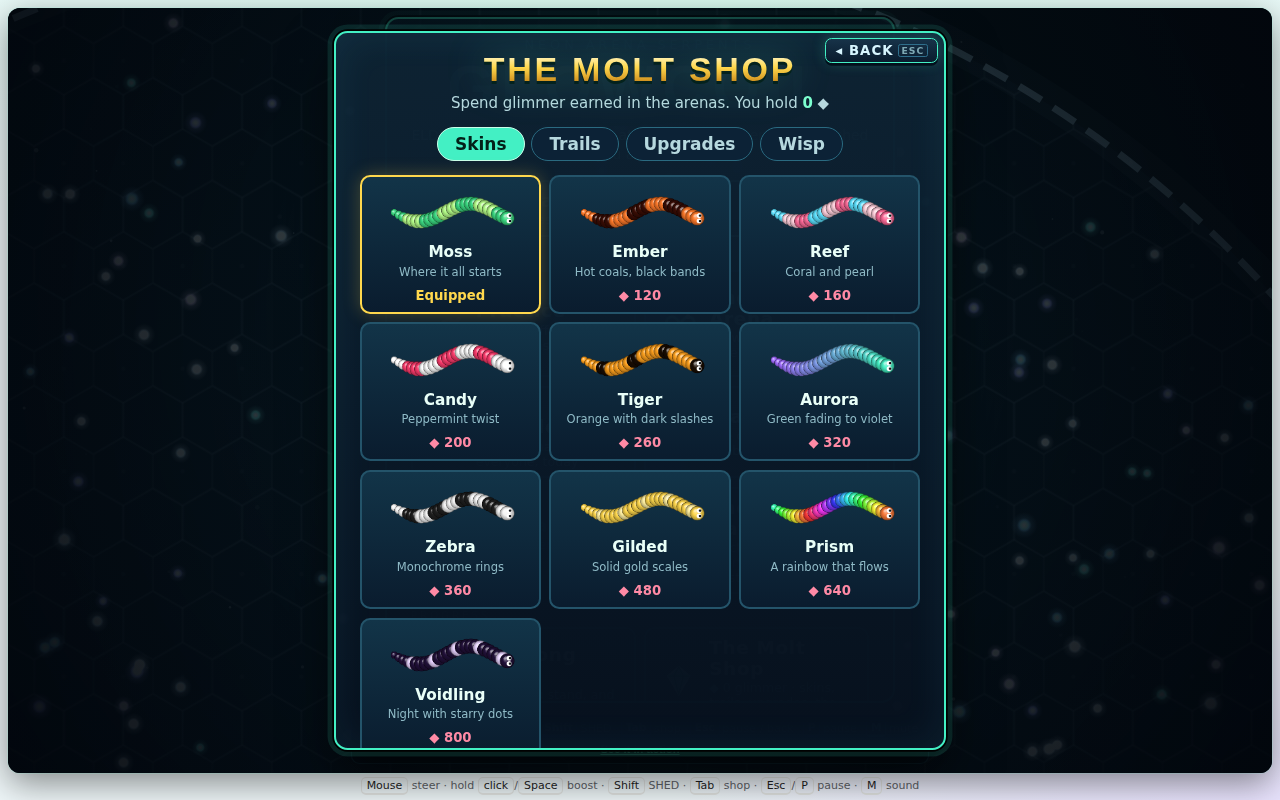 ◂ BACK ESC
THE MOLT SHOP
Spend glimmer earned in the arenas. You hold 0 ◆
Skins Trails Upgrades Wisp
Moss
Where it all starts
Equipped
Ember
Hot coals, black bands
◆ 120
Reef
Coral and pearl
◆ 160
Candy
Peppermint twist
◆ 200
Tiger
Orange with dark slashes
◆ 260
Aurora
Green fading to violet
◆ 320
Zebra
Monochrome rings
◆ 360
Gilded
Solid gold scales
◆ 480
Prism
A rainbow that flows
◆ 640
Voidling
Night with starry dots
◆ 800
Mouse steer · hold click / Space boost · Shift SHED · Tab shop · Esc / P pause · M sound